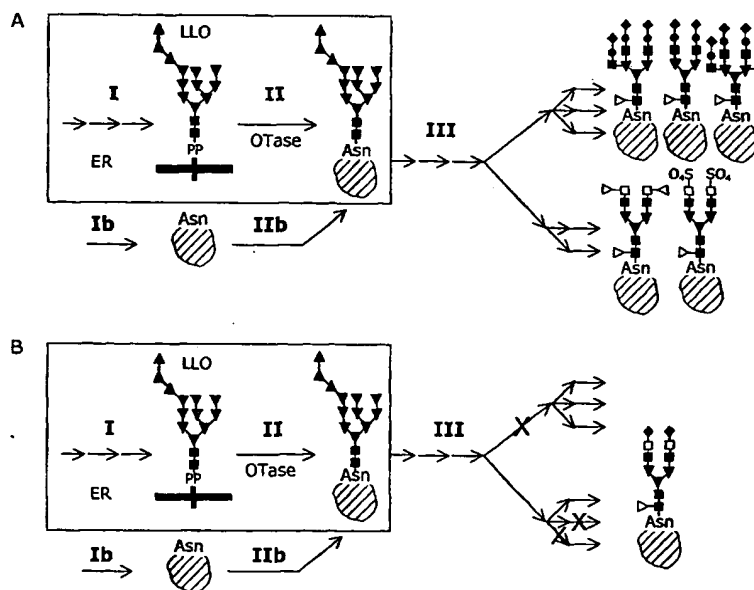 A
LLO
I
II
III
PP
OTase
ER
Asn
Asn
Asn
Asn
O₄S
SO₄
Ib
Asn
IIb
Asn
Asn
B
LLO
I
II
III
PP
OTase
ER
Asn
Asn
Ib
Asn
IIb